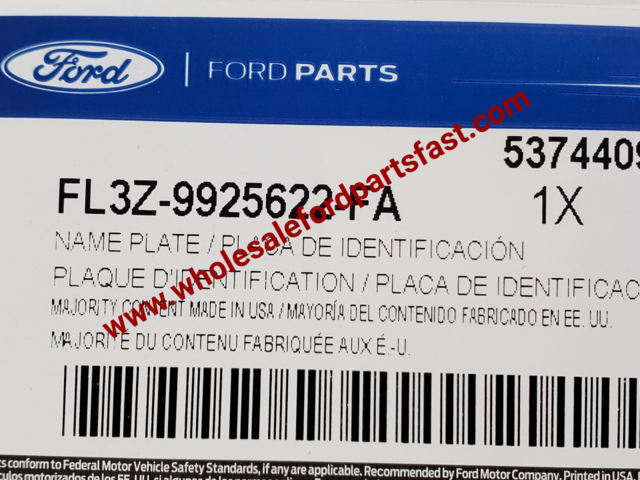 Ford | FORD PARTS
5374409
FL3Z-9925622-FA 1X
NAME PLATE / PLACA DE IDENTIFICACIÓN
PLAQUE D'IDENTIFICATION / PLACA DE IDENTIFICAC
MAJORITY CONTENT MADE IN USA / MAYORÍA DEL CONTENIDO FABRICADO EN EE. UU.
MAJORITÉ DU CONTENU FABRIQUÉE AUX É.-U.
www.wholesalefordpartsfast.com
s conform to Federal Motor Vehicle Safety Standards, if any are applicable. Recommended by Ford Motor Company. Printed in USA.